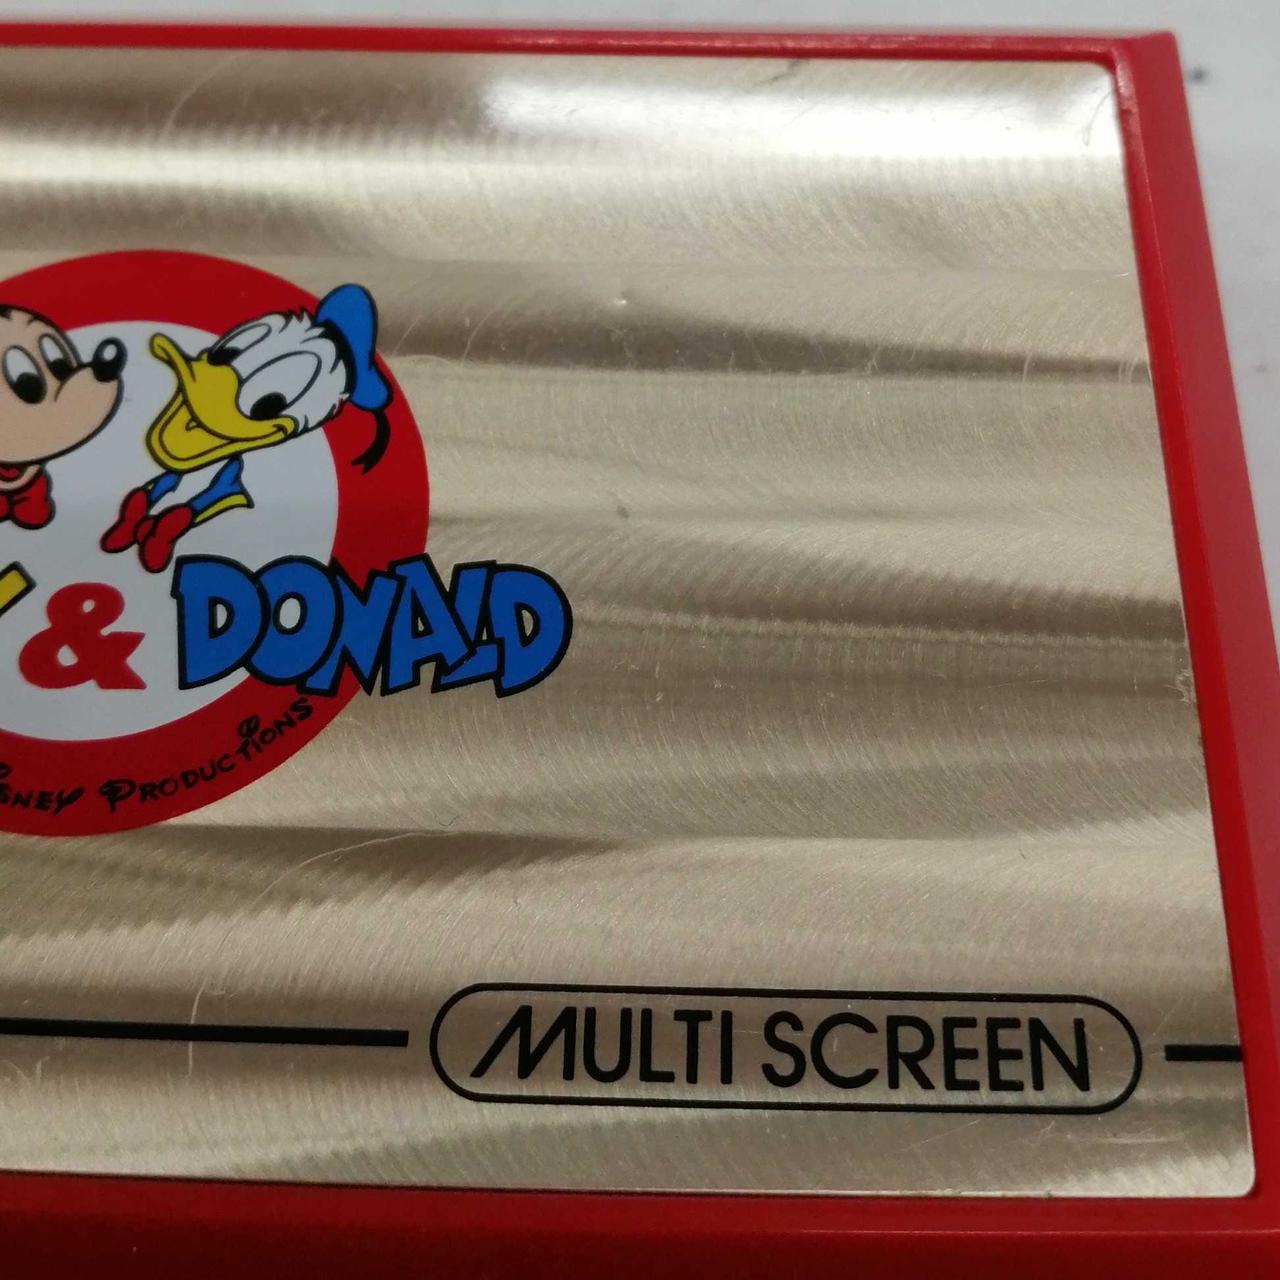 & DONALD
PRODUCTIONS
MULTI SCREEN